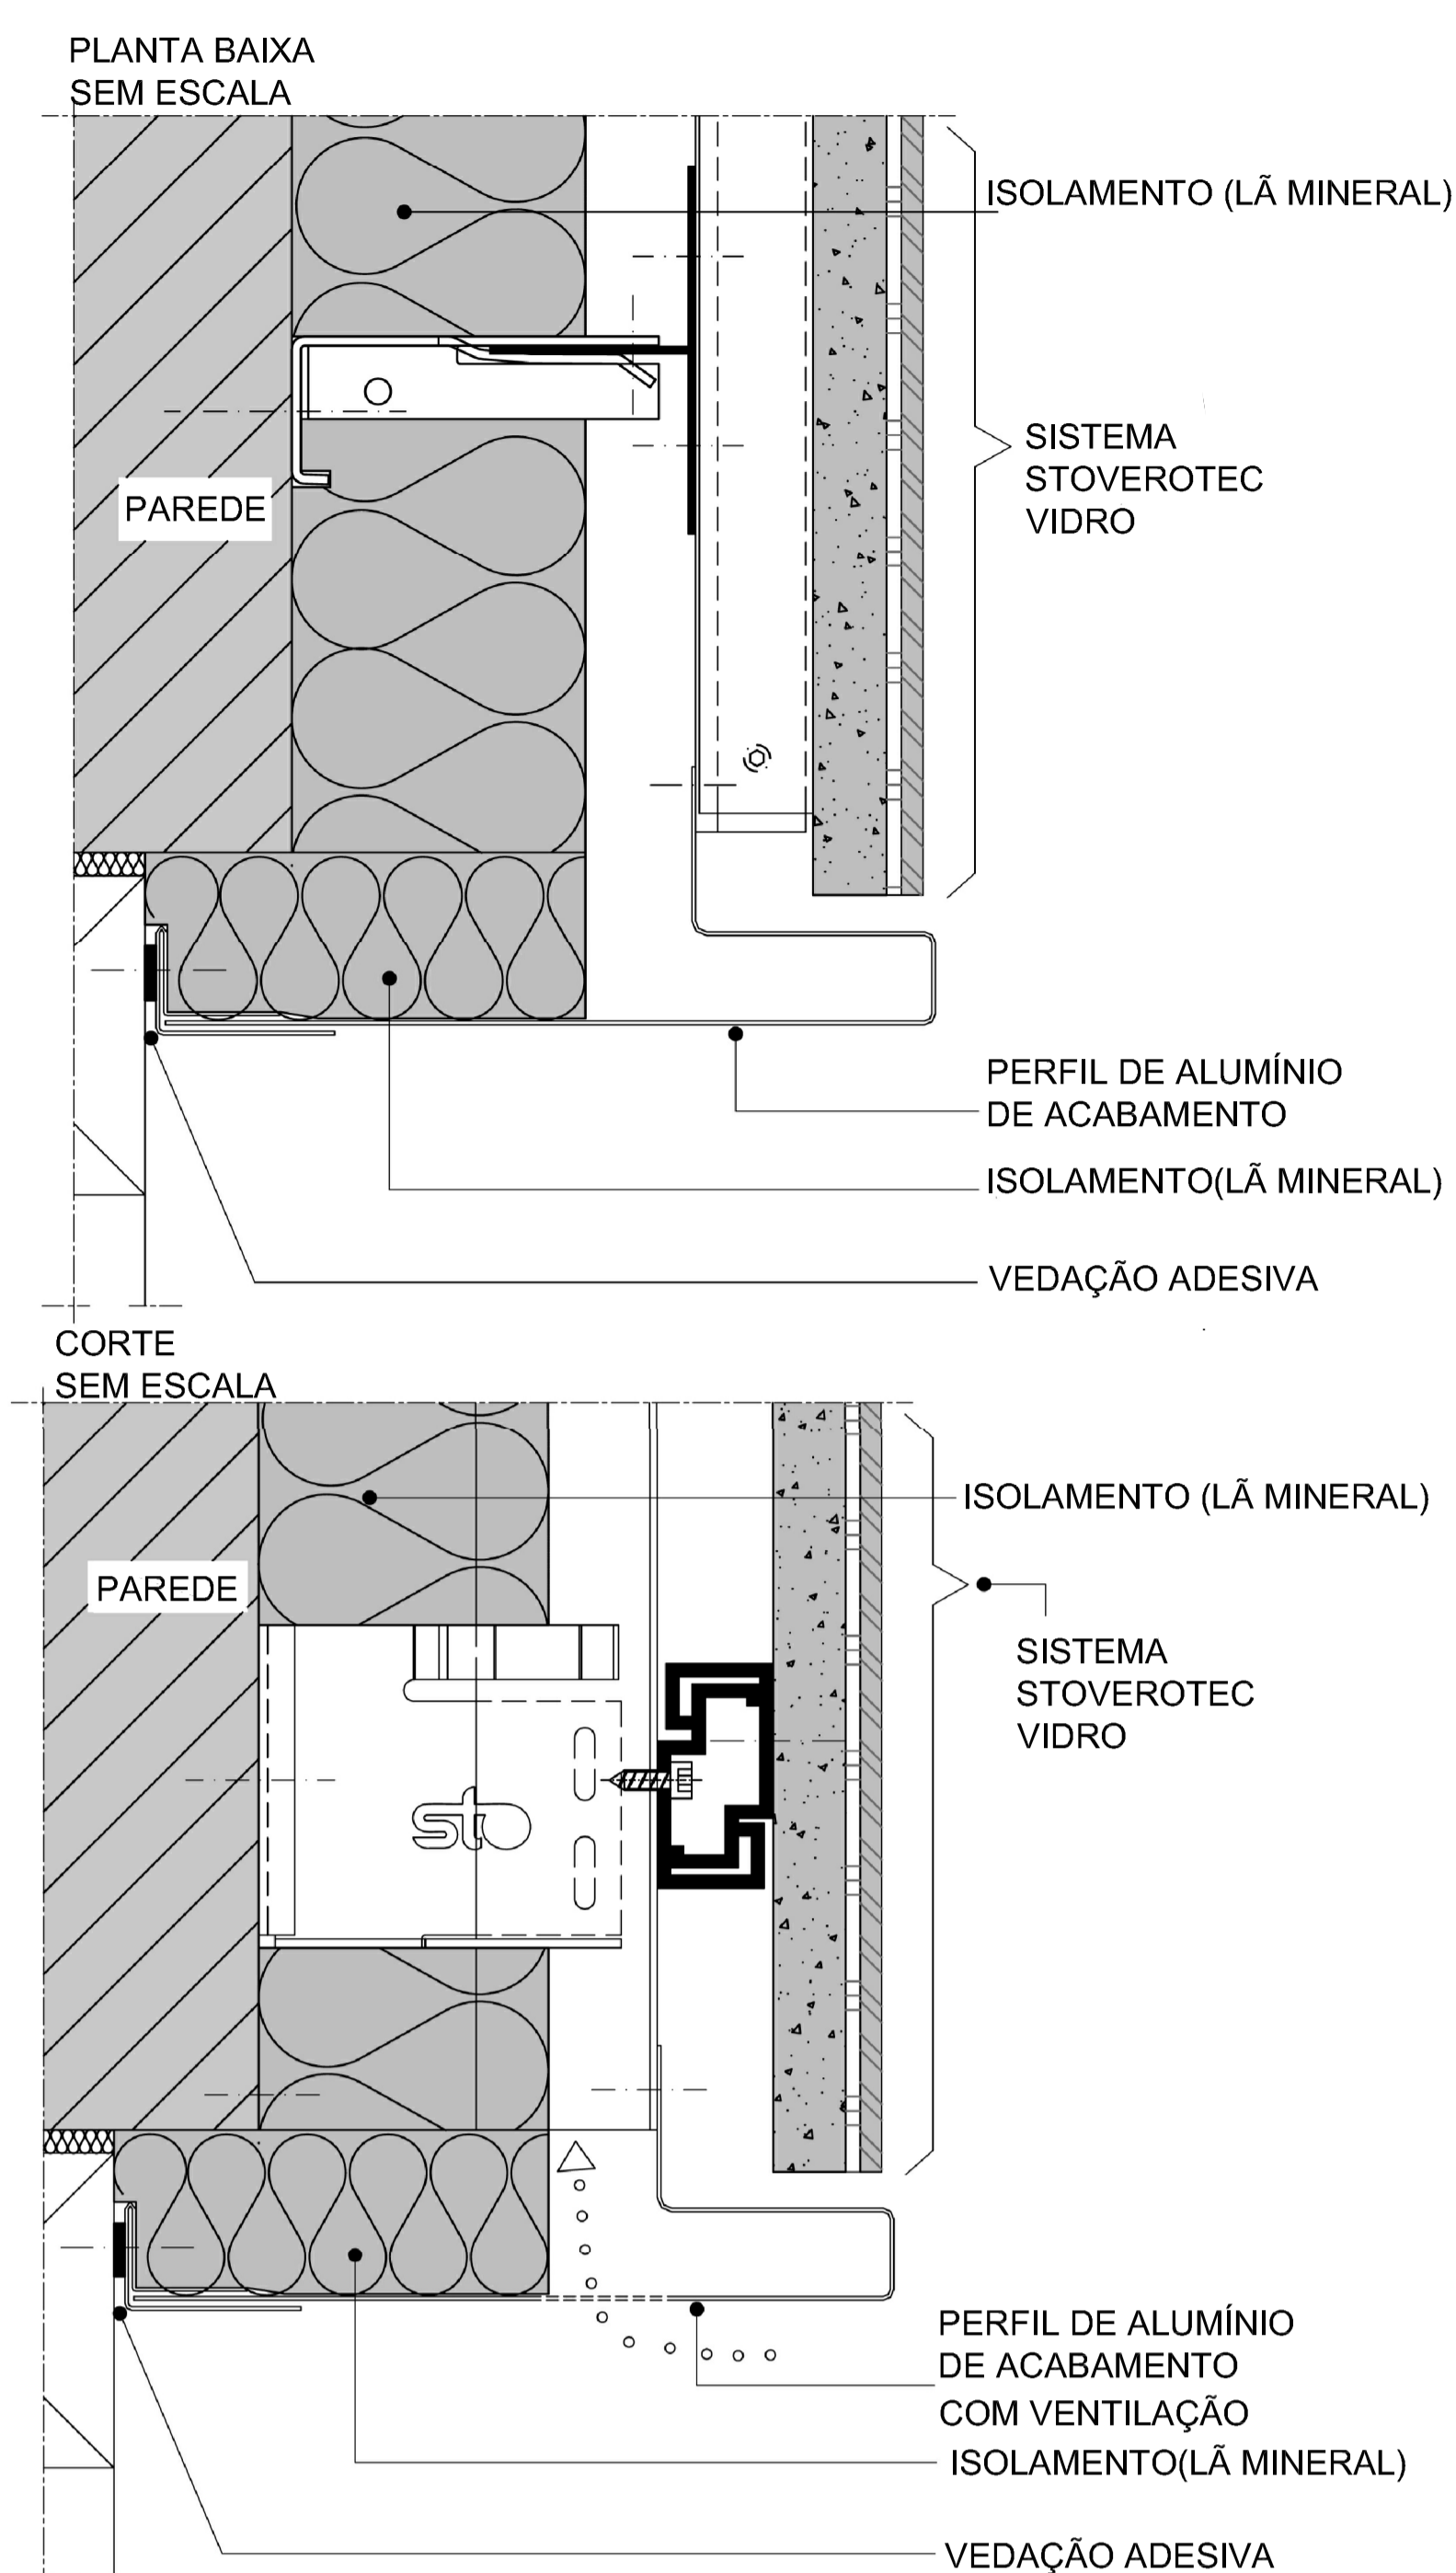 PLANTA BAIXA
SEM ESCALA
ISOLAMENTO (LÃ MINERAL)
SISTEMA
STOVEROTEC
VIDRO
PAREDE
PERFIL DE ALUMÍNIO
DE ACABAMENTO
ISOLAMENTO(LÃ MINERAL)
VEDAÇÃO ADESIVA
CORTE
SEM ESCALA
ISOLAMENTO (LÃ MINERAL)
PAREDE
SISTEMA
STOVEROTEC
VIDRO
sto
PERFIL DE ALUMÍNIO
DE ACABAMENTO
COM VENTILAÇÃO
ISOLAMENTO(LÃ MINERAL)
VEDAÇÃO ADESIVA